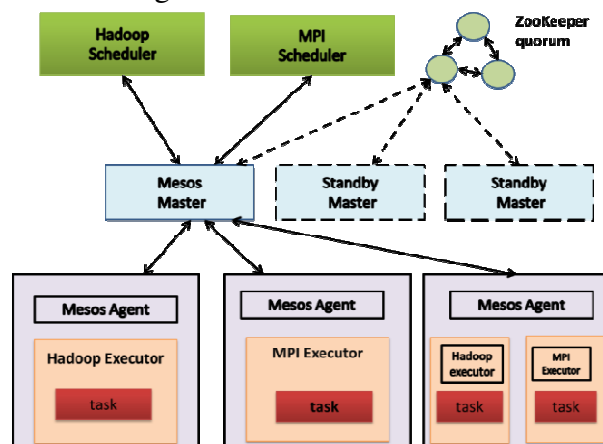 Hadoop
Scheduler
MPI
Scheduler
ZooKeeper
quorum
Mesos
Master
Standby
Master
Standby
Master
Mesos Agent
Hadoop Executor
task
Mesos Agent
MPI Executor
task
Mesos Agent
Hadoop
executor
task
MPI
Executor
task